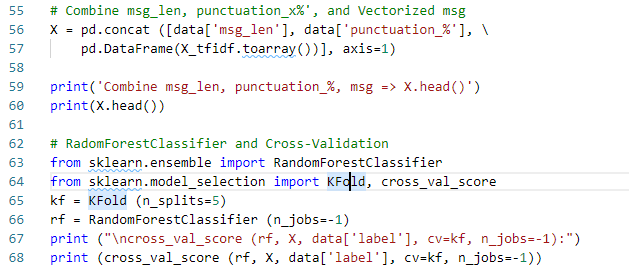 55 # Combine msg_len, punctuation_x%', and Vectorized msg
56 X = pd.concat ([data['msg_len'], data['punctuation_%'], \
57     pd.DataFrame(X_tfidf.toarray())], axis=1)
58
59 print('Combine msg_len, punctuation_%, msg => X.head()')
60 print(X.head())
61
62 # RadomForestClassifier and Cross-Validation
63 from sklearn.ensemble import RandomForestClassifier
64 from sklearn.model_selection import KFold, cross_val_score
65 kf = KFold (n_splits=5)
66 rf = RandomForestClassifier (n_jobs=-1)
67 print ("\ncross_val_score (rf, X, data['label'], cv=kf, n_jobs=-1):")
68 print (cross_val_score (rf, X, data['label'], cv=kf, n_jobs=-1))